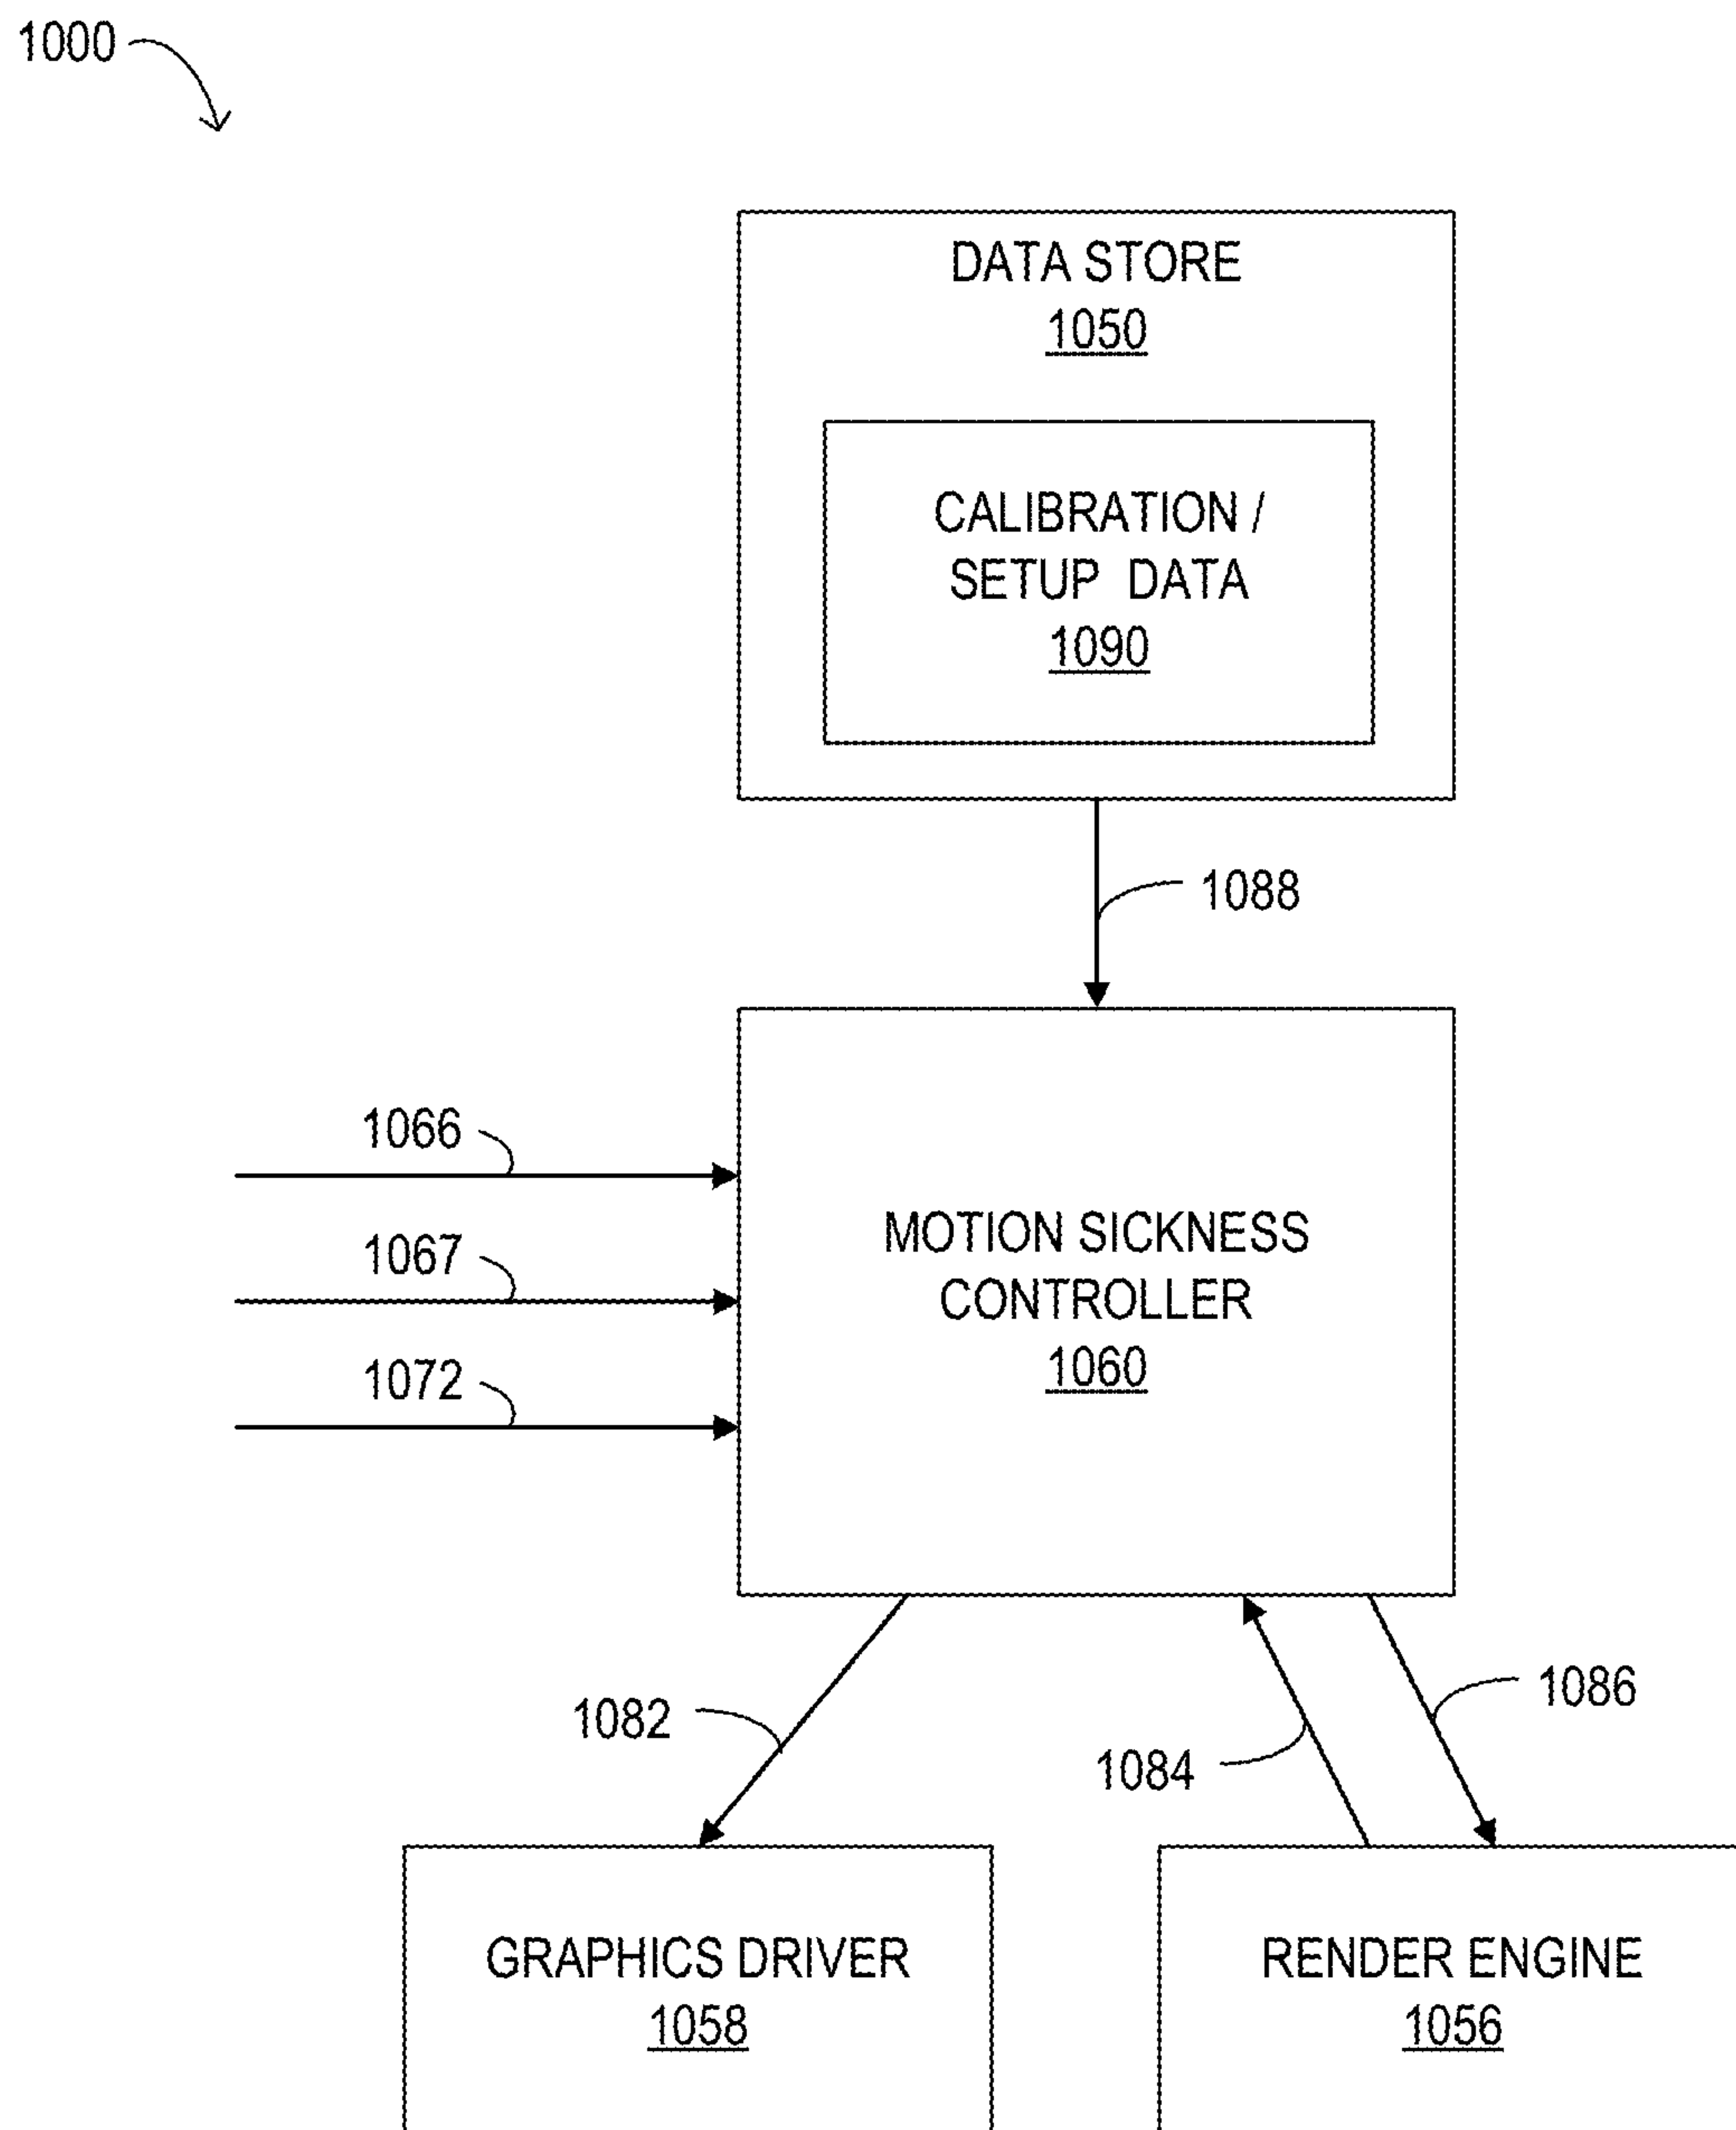 1000
DATA STORE
1050
CALIBRATION /
SETUP DATA
1090
1088
1066
1067
1072
MOTION SICKNESS
CONTROLLER
1060
1082
1084
1086
GRAPHICS DRIVER
1058
RENDER ENGINE
1056